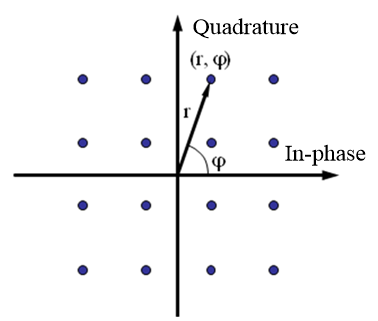 Quadrature
(r, φ)
r
In-phase
φ